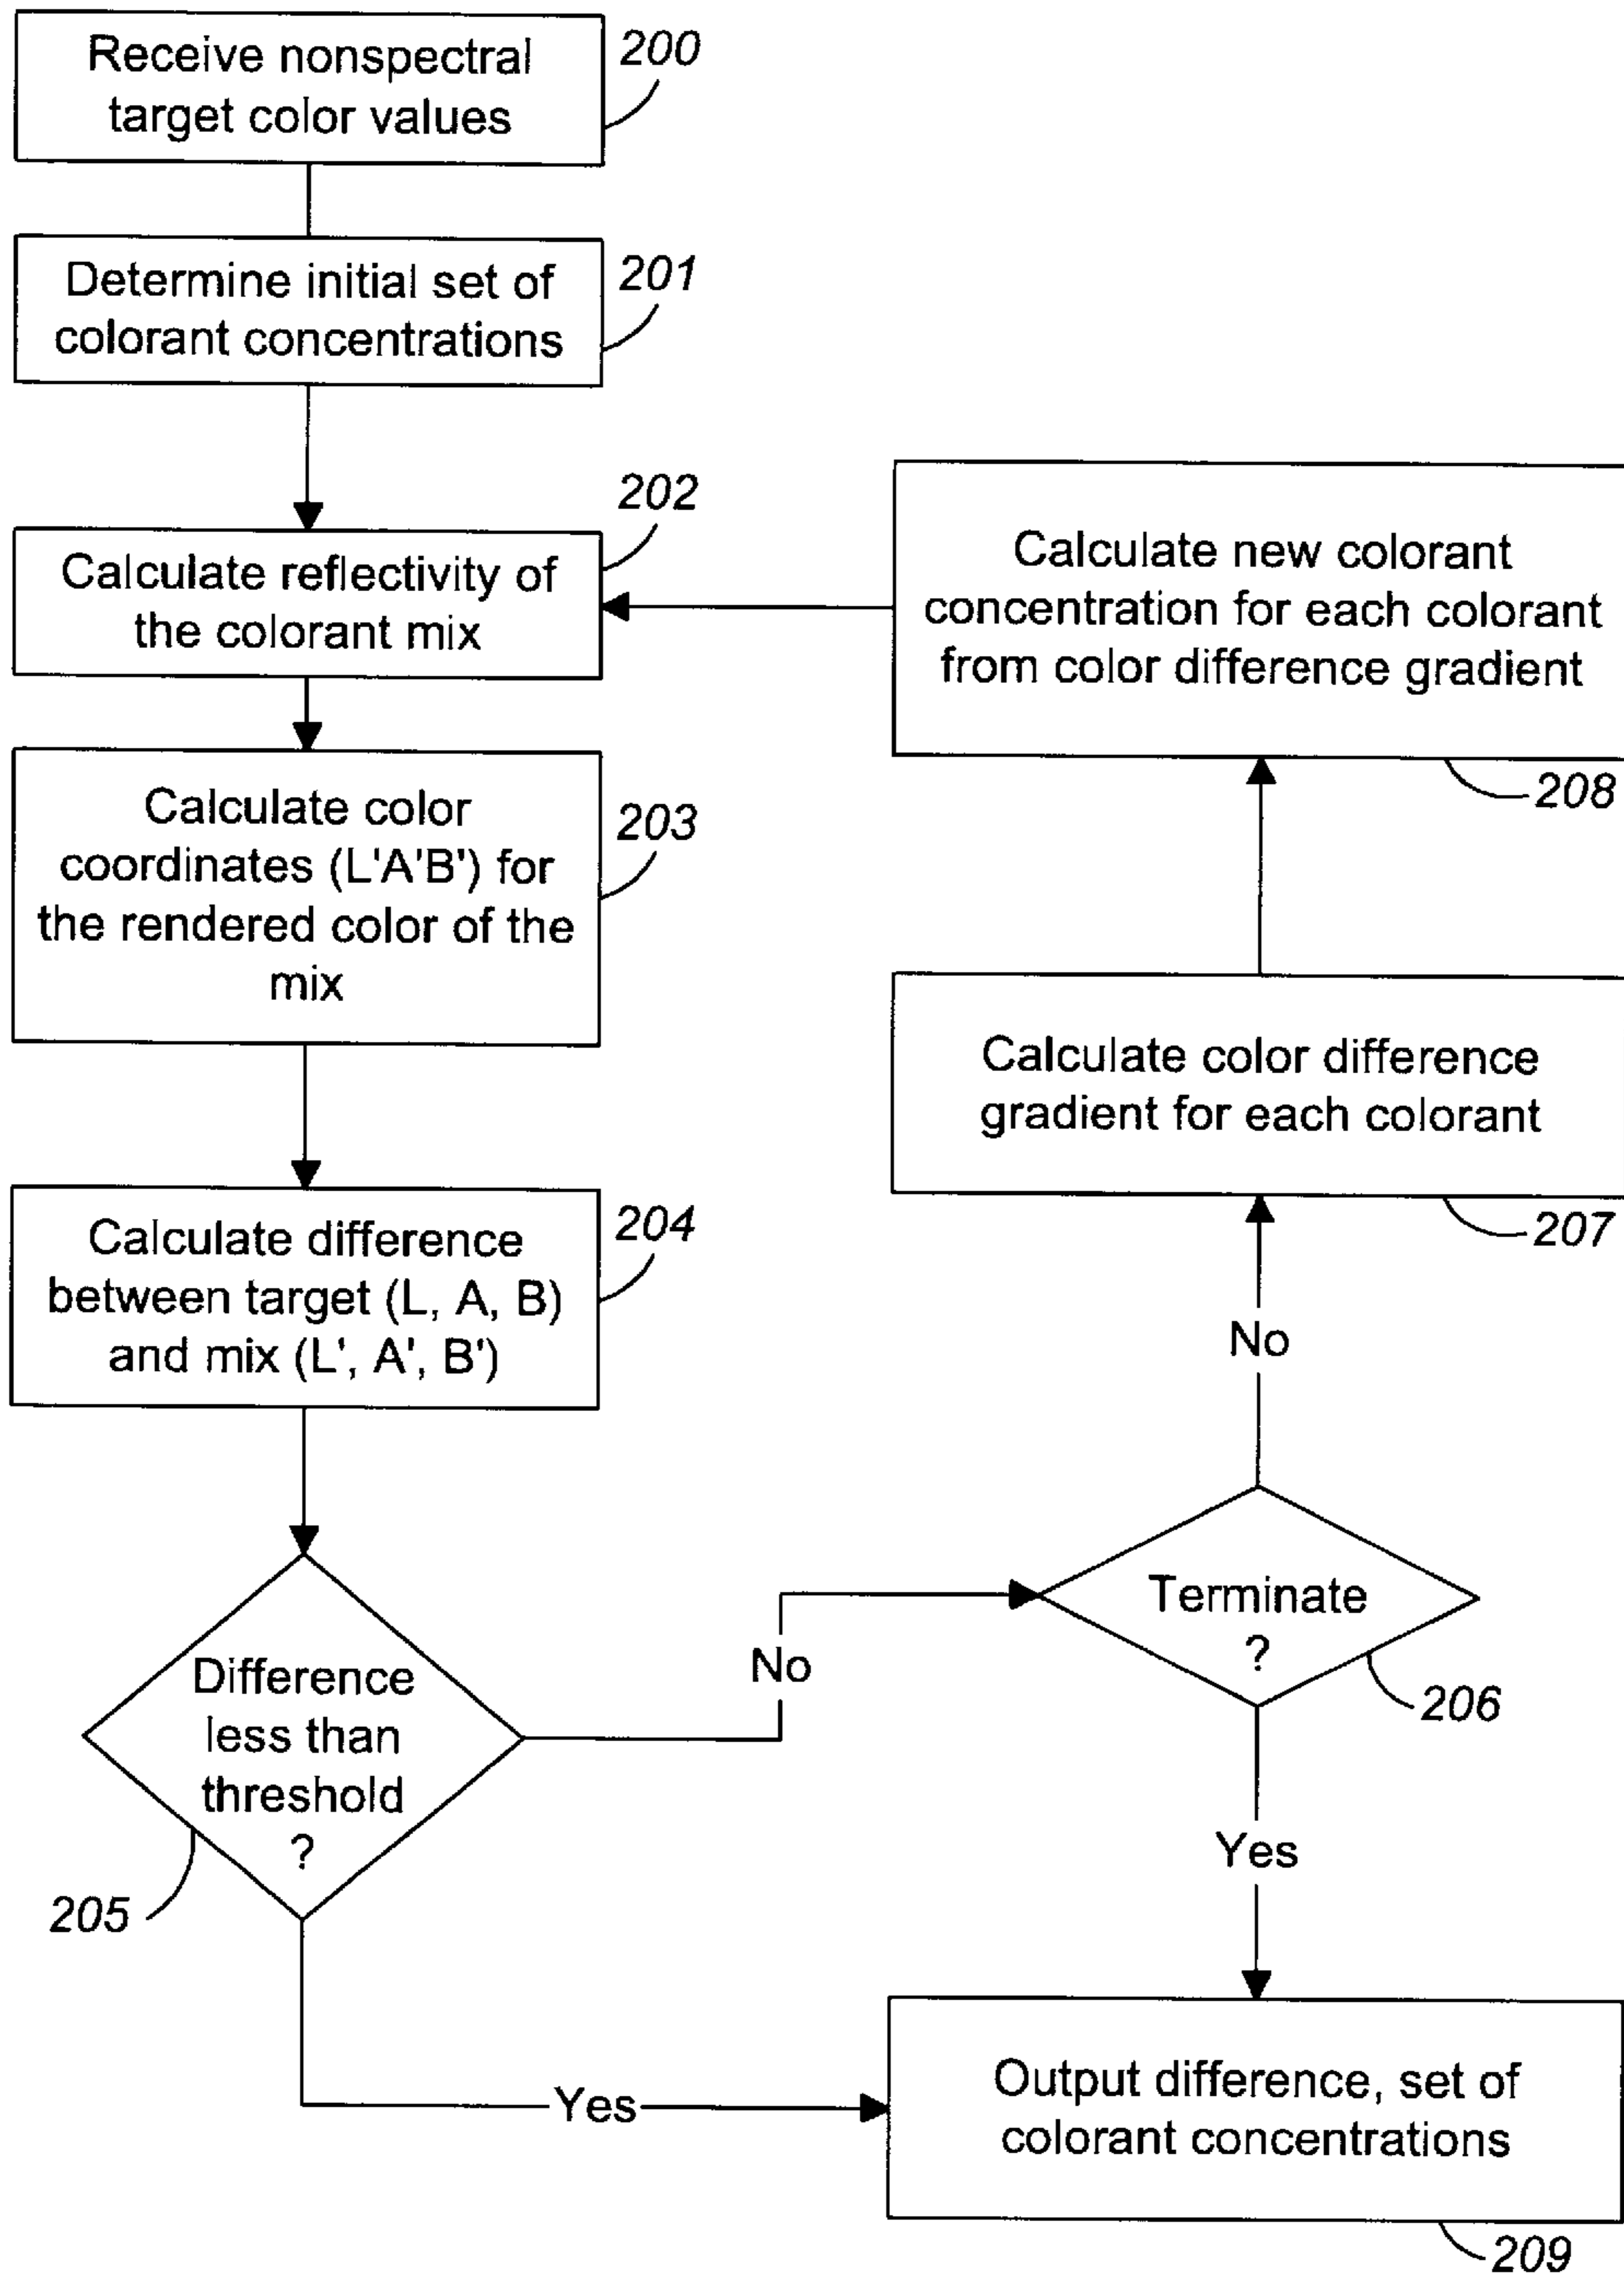 Receive nonspectral
target color values
200
Determine initial set of
colorant concentrations
201
Calculate reflectivity of
the colorant mix
202
Calculate color
coordinates (L'A'B') for
the rendered color of the
mix
203
Calculate difference
between target (L, A, B)
and mix (L', A', B')
204
Difference
less than
threshold
?
205
No
Yes
Terminate
?
206
No
Yes
Calculate color difference
gradient for each colorant
207
Calculate new colorant
concentration for each colorant
from color difference gradient
208
Output difference, set of
colorant concentrations
209